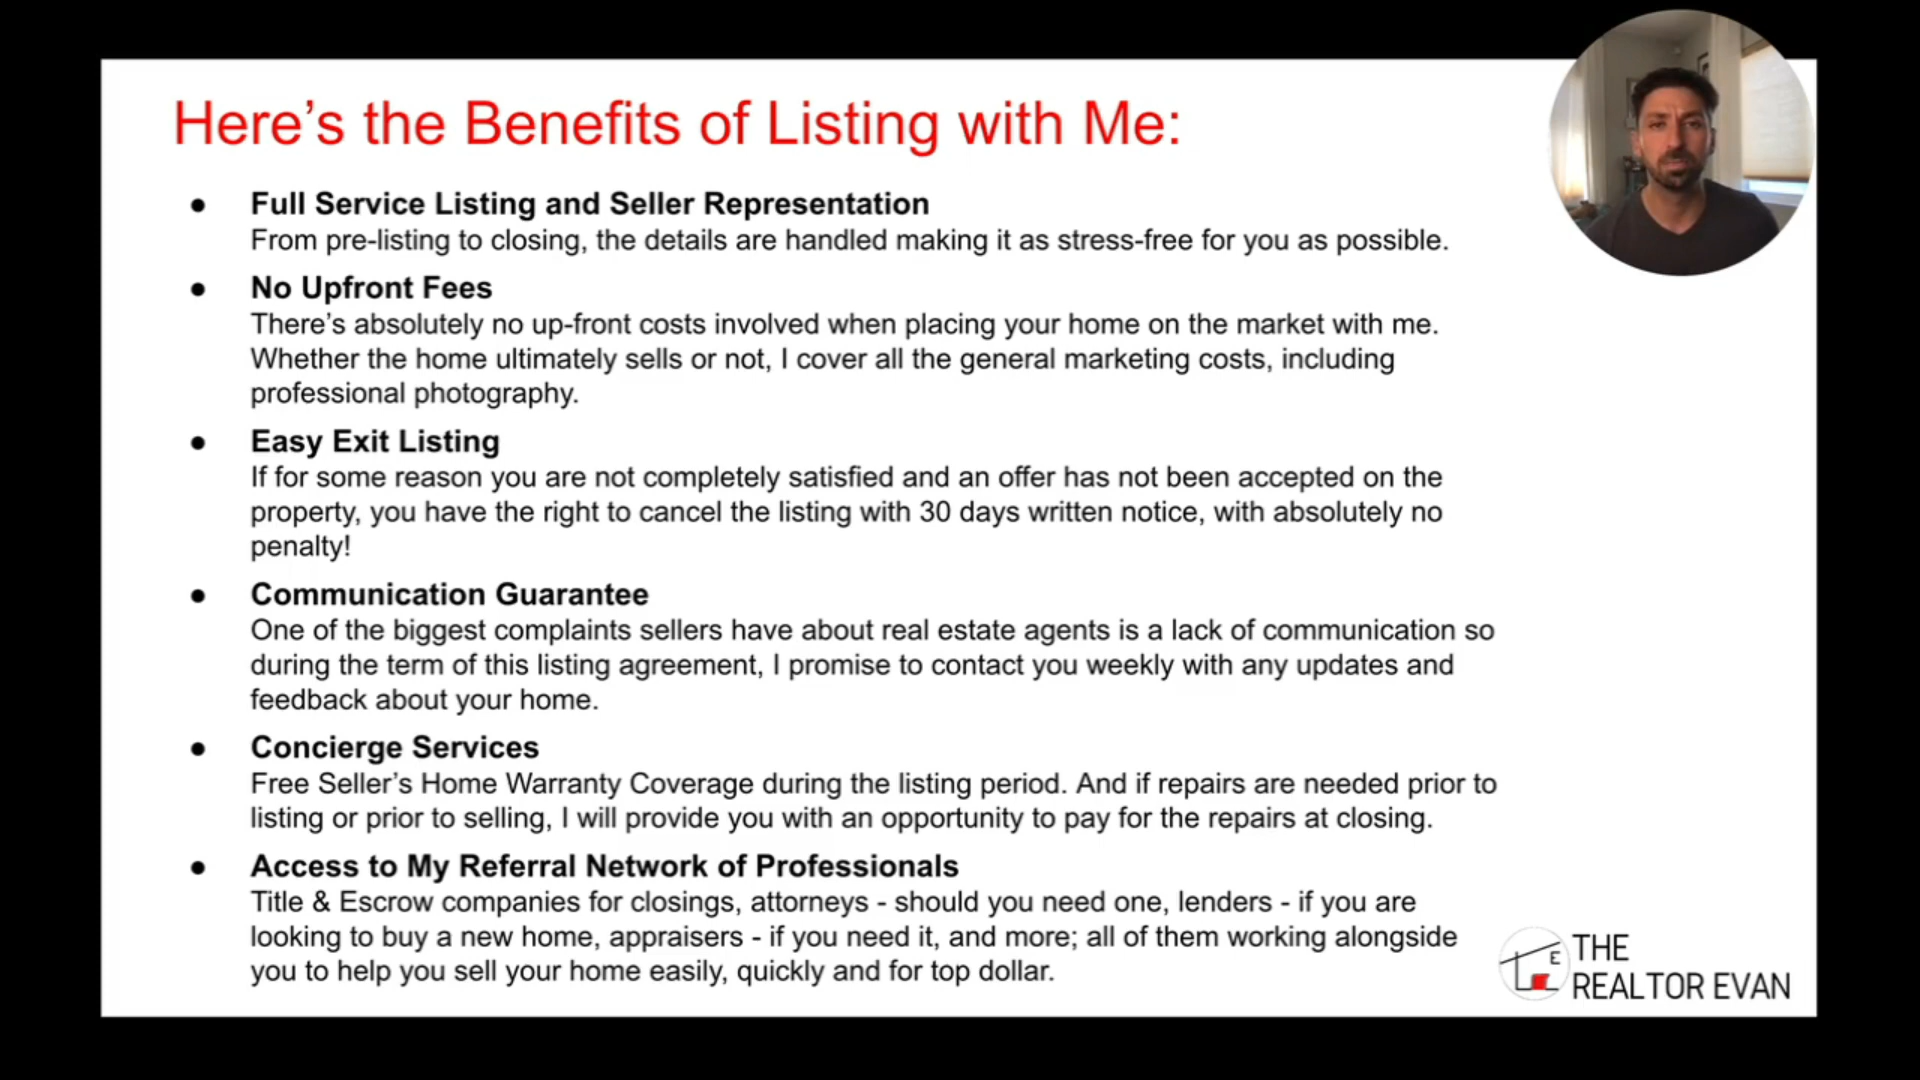 Here's the Benefits of Listing with Me:
● Full Service Listing and Seller Representation
From pre-listing to closing, the details are handled making it as stress-free for you as possible.
● No Upfront Fees
There's absolutely no up-front costs involved when placing your home on the market with me.
Whether the home ultimately sells or not, I cover all the general marketing costs, including
professional photography.
● Easy Exit Listing
If for some reason you are not completely satisfied and an offer has not been accepted on the
property, you have the right to cancel the listing with 30 days written notice, with absolutely no
penalty!
● Communication Guarantee
One of the biggest complaints sellers have about real estate agents is a lack of communication so
during the term of this listing agreement, I promise to contact you weekly with any updates and
feedback about your home.
● Concierge Services
Free Seller's Home Warranty Coverage during the listing period. And if repairs are needed prior to
listing or prior to selling, I will provide you with an opportunity to pay for the repairs at closing.
● Access to My Referral Network of Professionals
Title & Escrow companies for closings, attorneys - should you need one, lenders - if you are
looking to buy a new home, appraisers - if you need it, and more; all of them working alongside
you to help you sell your home easily, quickly and for top dollar.
E
THE
REALTOR EVAN